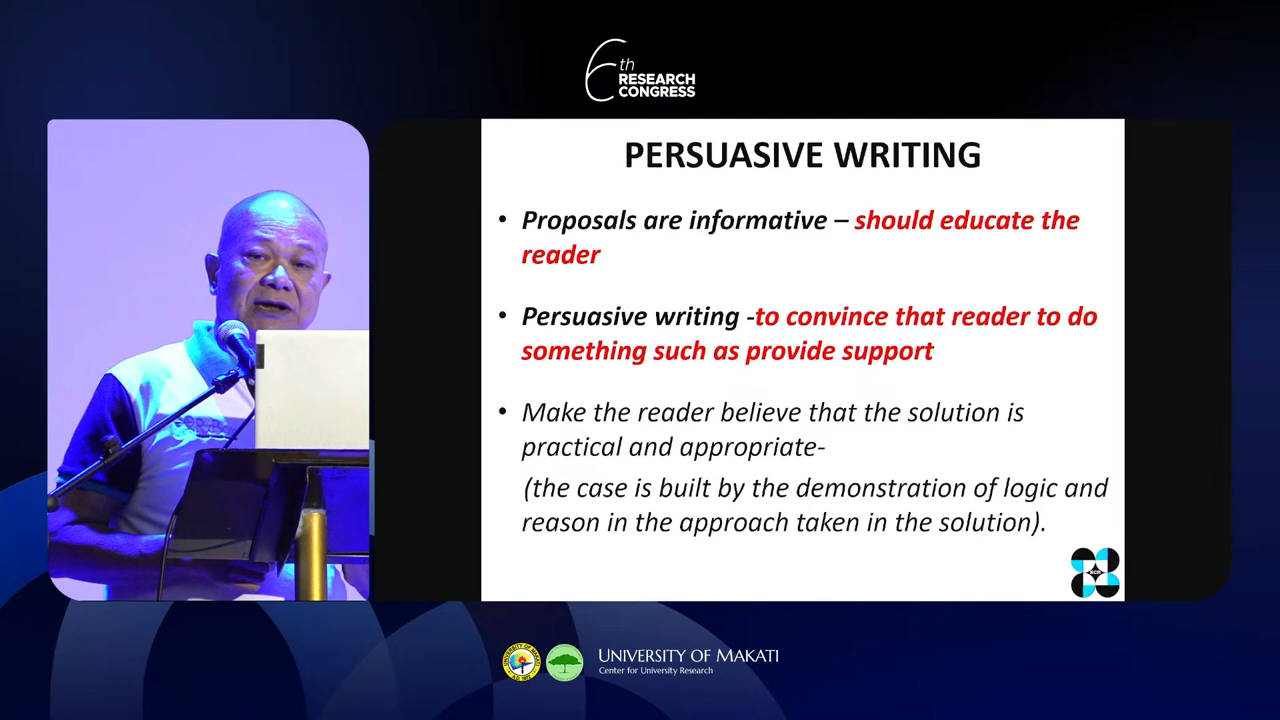 6th
RESEARCH
CONGRESS
PERSUASIVE WRITING
• Proposals are informative – should educate the
reader
• Persuasive writing -to convince that reader to do
something such as provide support
• Make the reader believe that the solution is
practical and appropriate-
(the case is built by the demonstration of logic and
reason in the approach taken in the solution).
UNIVERSITY OF MAKATI
Center for University Research